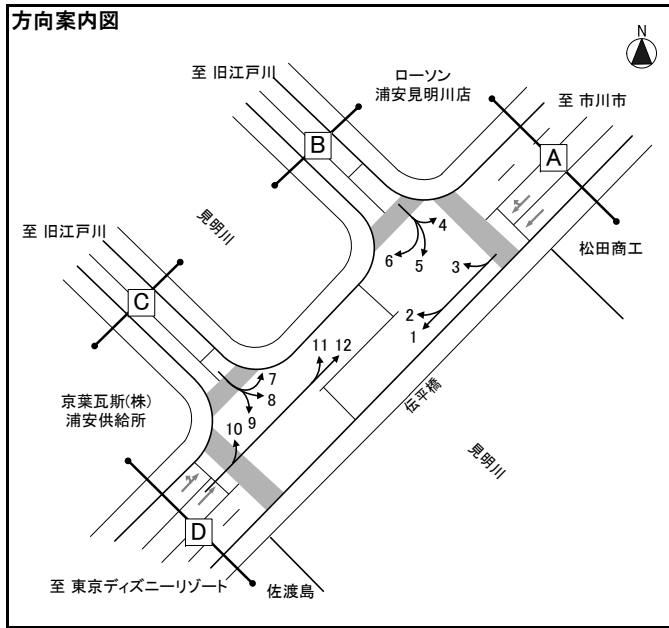 方向案内図
N
至 旧江戸川
ローソン
浦安見明川店
至 市川市
B
A
見明川
至 旧江戸川
松田商工
C
4
6
5
3
2
1
11 12
7
8
9
10
伝平橋
見明川
京葉瓦斯(株)
浦安供給所
D
至 東京ディズニーリゾート
佐渡島